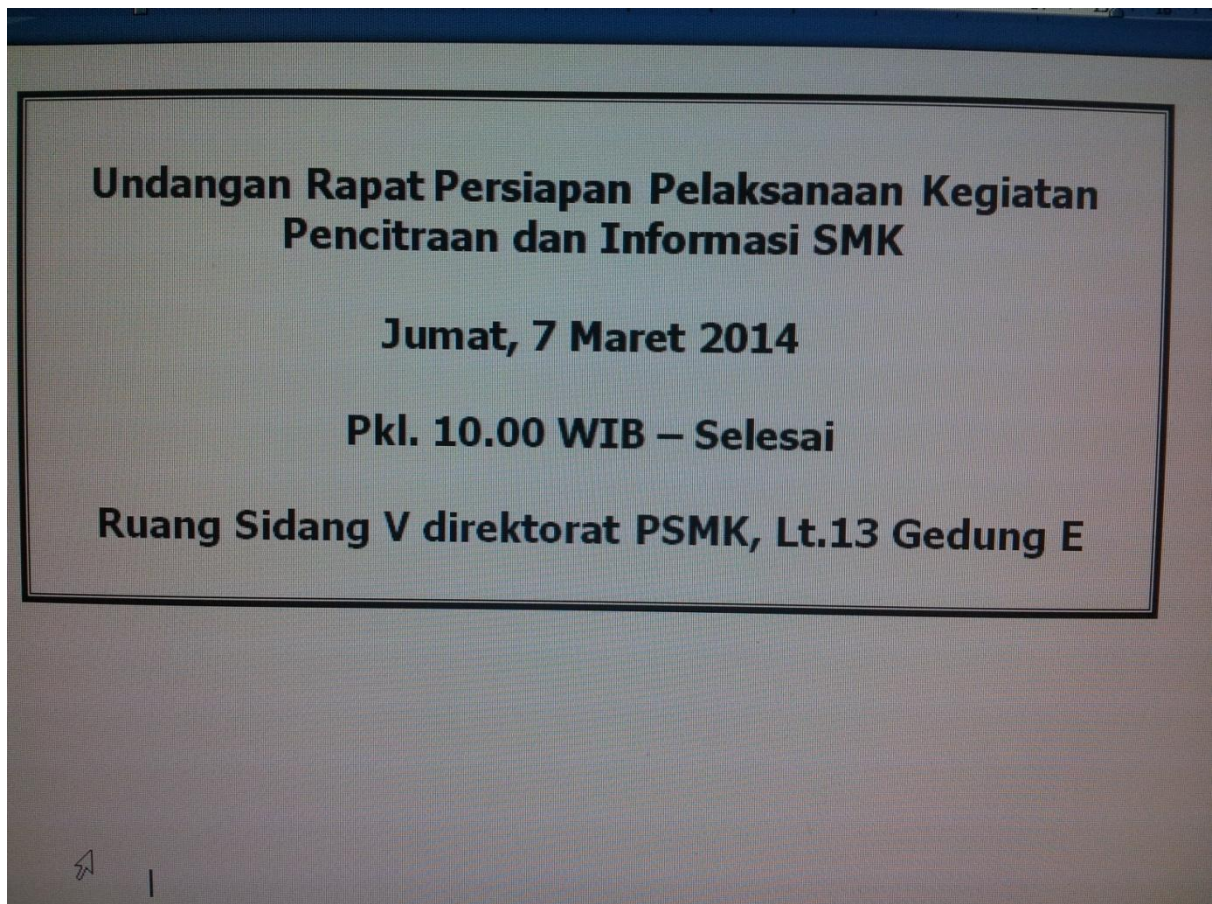 Undangan Rapat Persiapan Pelaksanaan Kegiatan
Pencitraan dan Informasi SMK
Jumat, 7 Maret 2014
Pkl. 10.00 WIB – Selesai
Ruang Sidang V direktorat PSMK, Lt.13 Gedung E